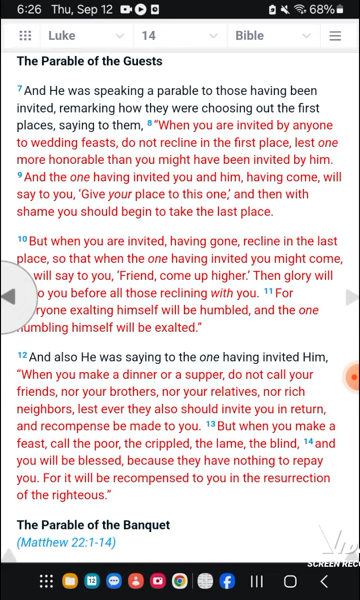 6:26 Thu, Sep 12 68%
Luke 14 Bible
The Parable of the Guests
7 And He was speaking a parable to those having been
invited, remarking how they were choosing out the first
places, saying to them, 8 “When you are invited by anyone
to wedding feasts, do not recline in the first place, lest one
more honorable than you might have been invited by him.
9 And the one having invited you and him, having come, will
say to you, ‘Give your place to this one,’ and then with
shame you should begin to take the last place.
10 But when you are invited, having gone, recline in the last
place, so that when the one having invited you might come,
will say to you, ‘Friend, come up higher.’ Then glory will
you before all those reclining with you. 11 For
exalting himself will be humbled, and the one
humbling himself will be exalted.”
12 And also He was saying to the one having invited Him,
“When you make a dinner or a supper, do not call your
friends, nor your brothers, nor your relatives, nor rich
neighbors, lest ever they also should invite you in return,
and recompense be made to you. 13 But when you make a
feast, call the poor, the crippled, the lame, the blind, 14 and
you will be blessed, because they have nothing to repay
you. For it will be recompensed to you in the resurrection
of the righteous.”
The Parable of the Banquet
(Matthew 22:1-14)
SCREEN REC
12